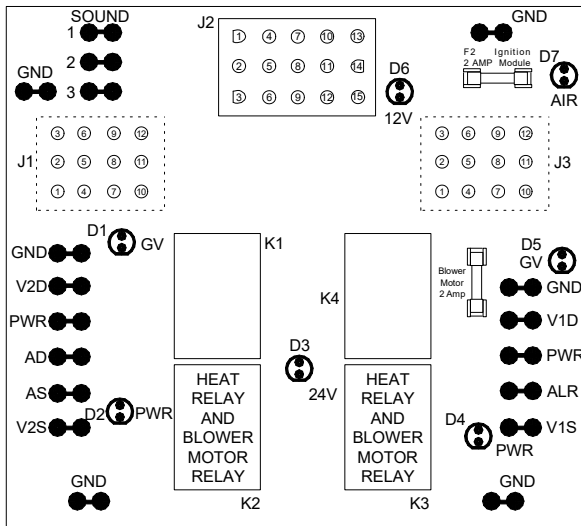 SOUND
1
2
3
GND
J2
1 4 7 10 13
2 5 8 11 14
3 6 9 12 15
D6
12V
GND
F2 Ignition
2 AMP Module
D7
AIR
J1
3 6 9 12
2 5 8 11
1 4 7 10
J3
3 6 9 12
2 5 8 11
1 4 7 10
D1
GV
GND
V2D
PWR
AD
AS
V2S
D2
PWR
GND
K1
HEAT
RELAY
AND
BLOWER
MOTOR
RELAY
K2
D3
24V
K4
HEAT
RELAY
AND
BLOWER
MOTOR
RELAY
K3
Blower
Motor
2 Amp
D5
GV
GND
V1D
PWR
ALR
V1S
D4
PWR
GND